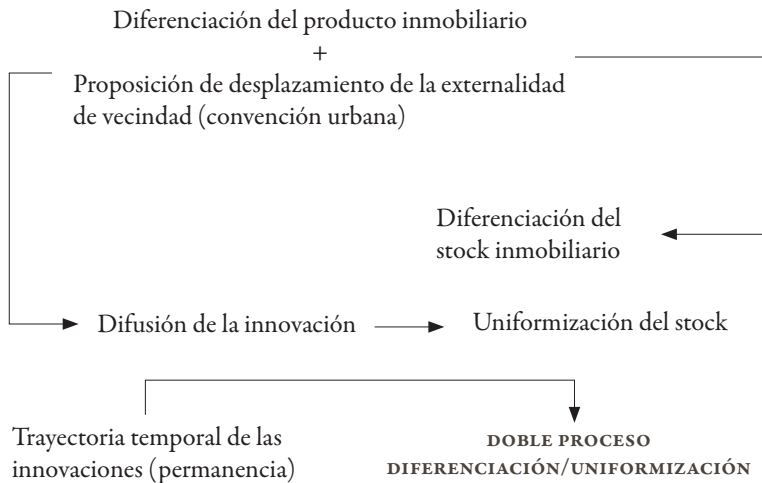 Diferenciación del producto inmobiliario
+
Proposición de desplazamiento de la externalidad
de vecindad (convención urbana)
Diferenciación del
stock inmobiliario
Difusión de la innovación
Uniformización del stock
Trayectoria temporal de las
innovaciones (permanencia)
DOBLE PROCESO
DIFERENCIACIÓN/UNIFORMIZACIÓN